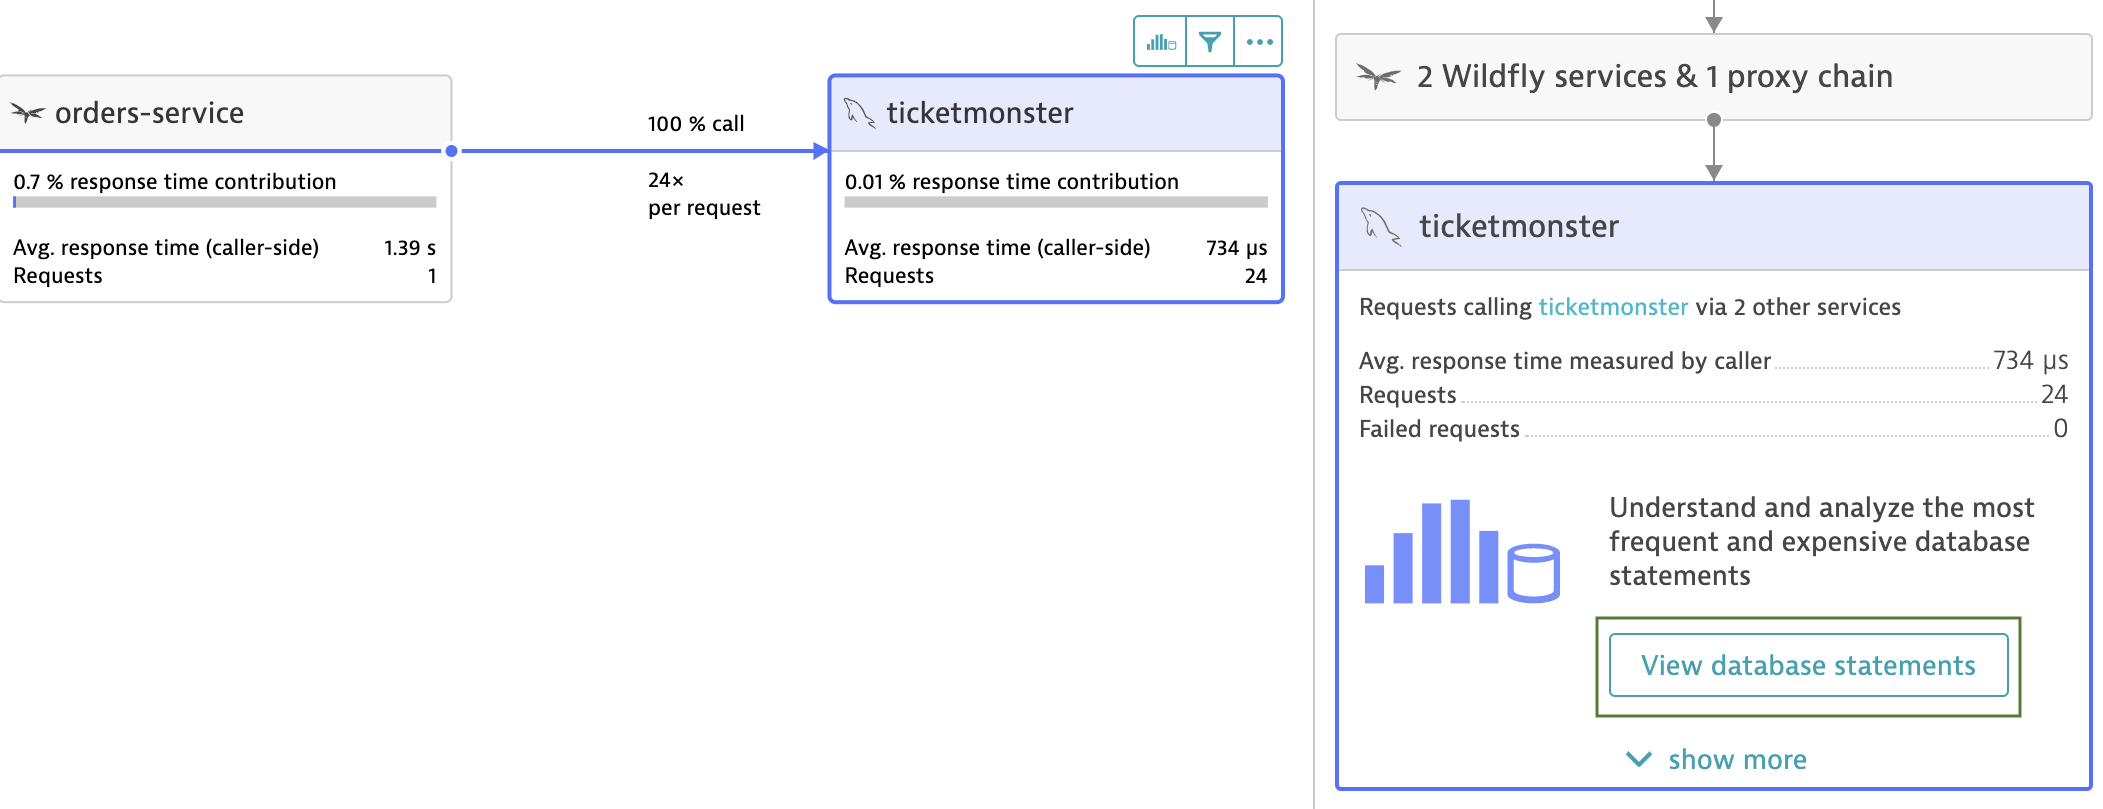 orders-service
0.7 % response time contribution
Avg. response time (caller-side) 1.39 s
Requests 1
100 % call
24×
per request
ticketmonster
0.01 % response time contribution
Avg. response time (caller-side) 734 µs
Requests 24
2 Wildfly services & 1 proxy chain
ticketmonster
Requests calling ticketmonster via 2 other services
Avg. response time measured by caller 734 µs
Requests 24
Failed requests 0
Understand and analyze the most
frequent and expensive database
statements
View database statements
show more